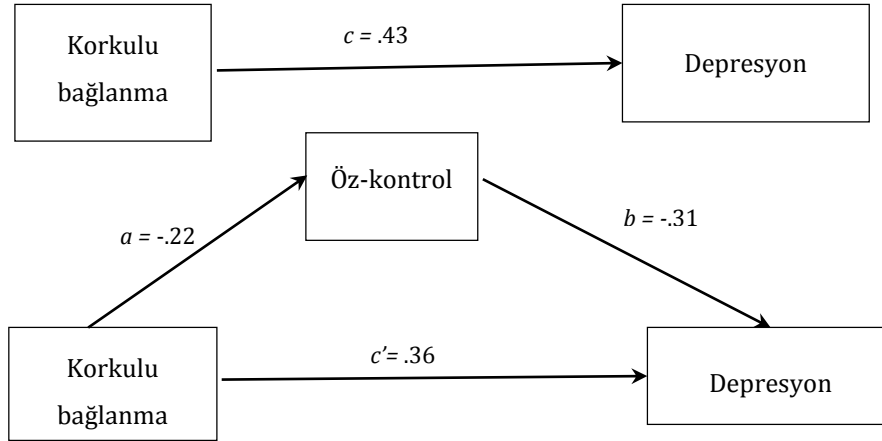 Korkulu
bağlanma
c = .43
Depresyon
Öz-kontrol
a = -.22
b = -.31
Korkulu
bağlanma
c’= .36
Depresyon